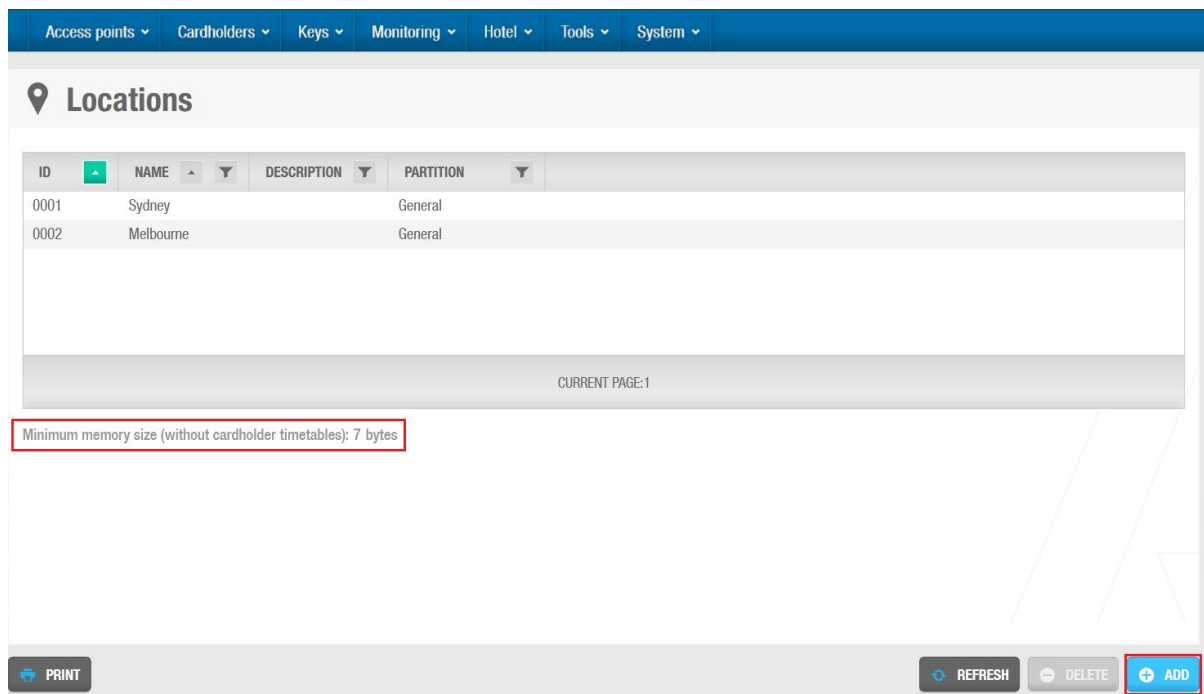 Access points Cardholders Keys Monitoring Hotel Tools System
Locations
ID NAME DESCRIPTION PARTITION
0001 Sydney General
0002 Melbourne General
CURRENT PAGE:1
Minimum memory size (without cardholder timetables): 7 bytes
PRINT REFRESH DELETE ADD